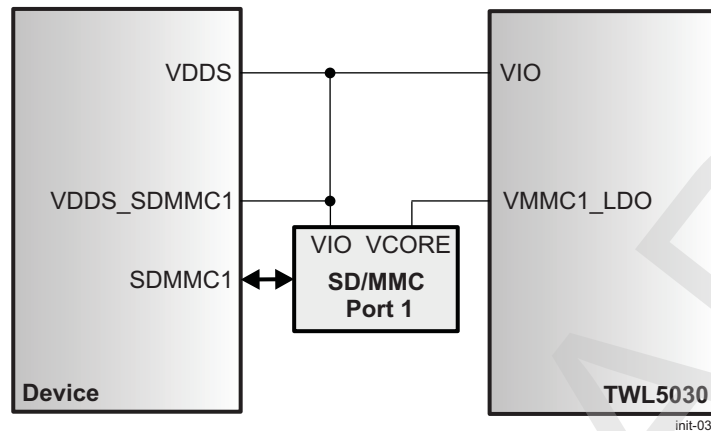 VDDS
VIO
VDDS_SDMMC1
VMMC1_LDO
VIO VCORE
SDMMC1
SD/MMC
Port 1
Device
TWL5030
init-03